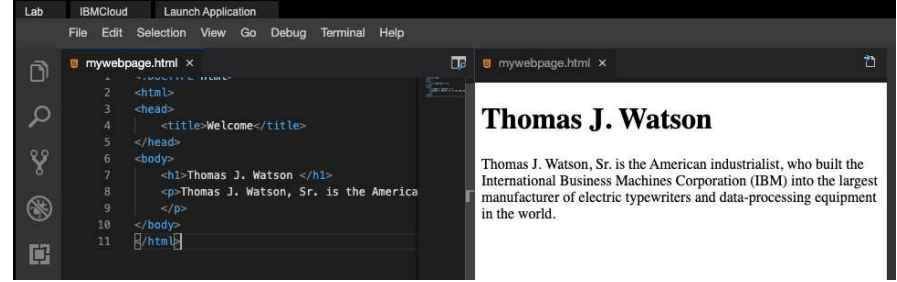 Lab IBMCloud Launch Application
File Edit Selection View Go Debug Terminal Help
mywebpage.html ×
1 <!DOCTYPE html>
2 <html>
3 <head>
4 <title>Welcome</title>
5 </head>
6 <body>
7 <h1>Thomas J. Watson </h1>
8 <p>Thomas J. Watson, Sr. is the America
9 </p>
10 </body>
11 </html>
mywebpage.html ×
Thomas J. Watson
Thomas J. Watson, Sr. is the American industrialist, who built the
International Business Machines Corporation (IBM) into the largest
manufacturer of electric typewriters and data-processing equipment
in the world.